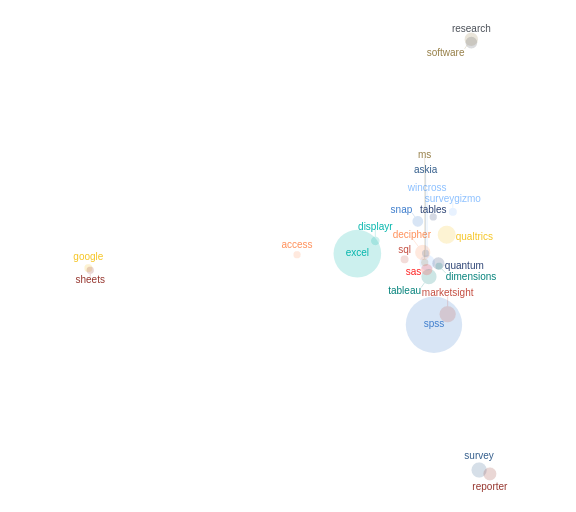 research
software
ms
askia
wincross
surveygizmo
snap
tables
displayr
decipher
qualtrics
access
sql
excel
google
sas
quantum
sheets
dimensions
tableau
marketsight
spss
survey
reporter